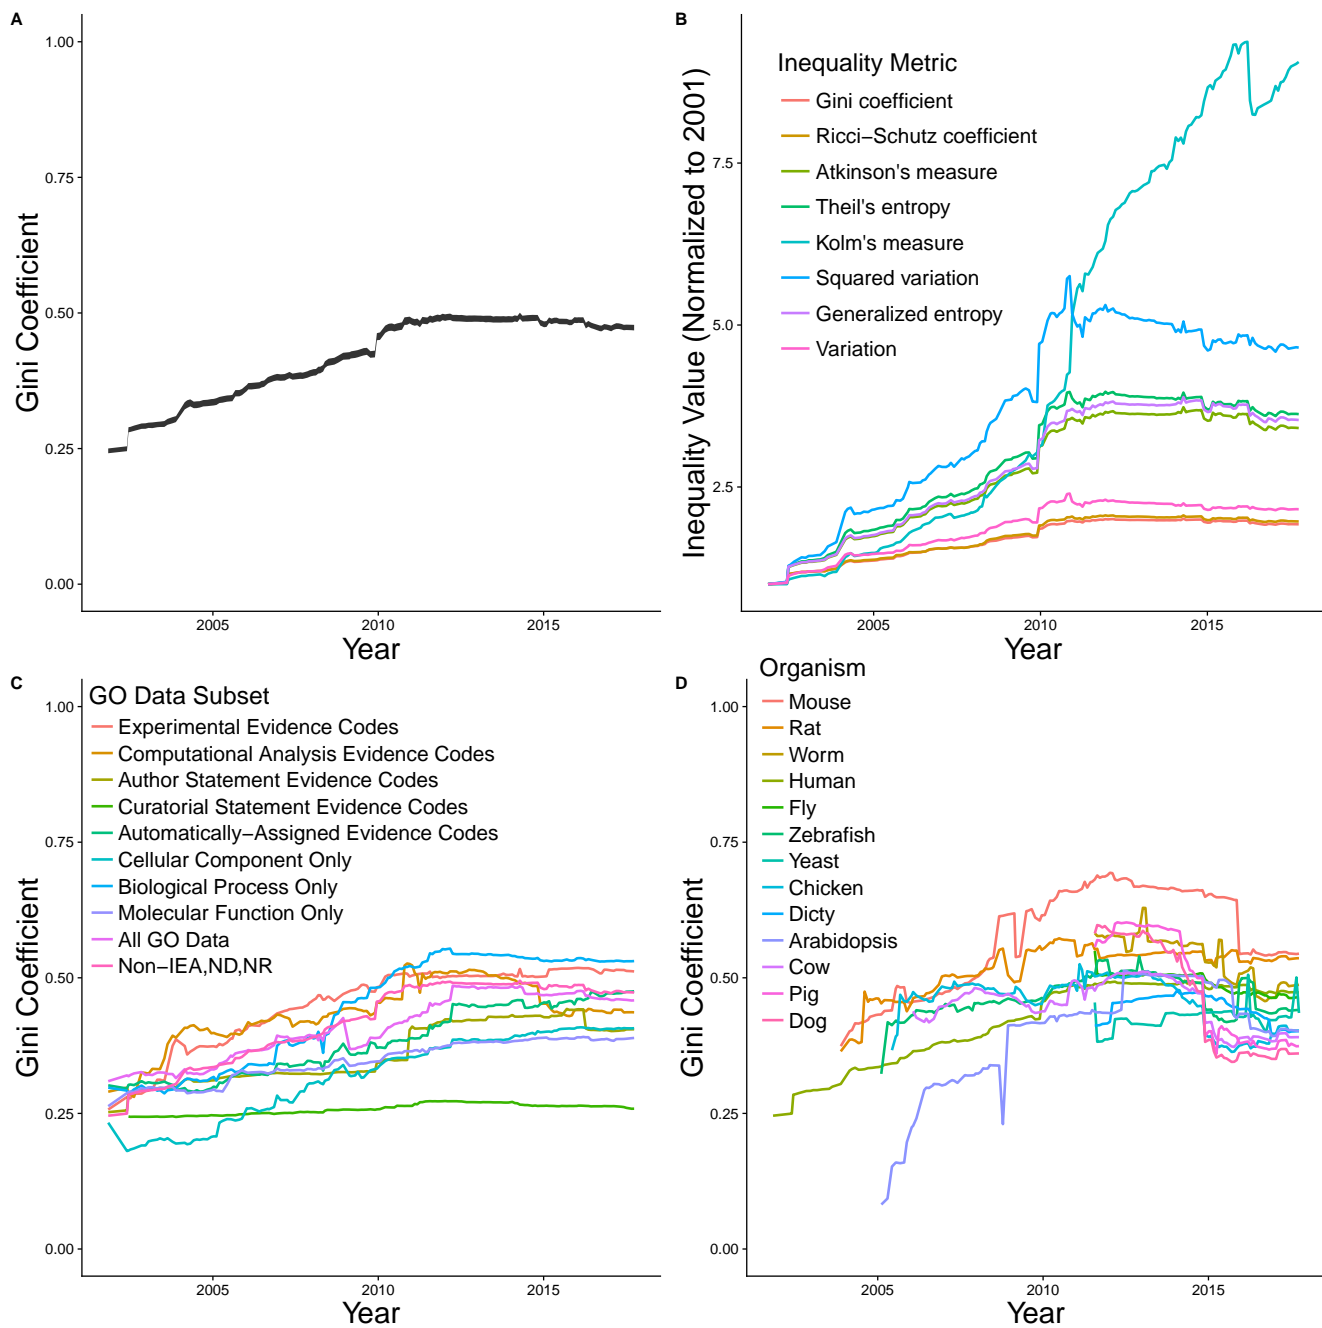 A
1.00
0.75
0.50
0.25
0.00
Gini Coefficient
2005
2010
2015
Year
B
Inequality Metric
Gini coefficient
Ricci−Schutz coefficient
Atkinson's measure
Theil's entropy
Kolm's measure
Squared variation
Generalized entropy
Variation
7.5
5.0
2.5
Inequality Value (Normalized to 2001)
2005
2010
2015
Year
C
GO Data Subset
Experimental Evidence Codes
Computational Analysis Evidence Codes
Author Statement Evidence Codes
Curatorial Statement Evidence Codes
Automatically−Assigned Evidence Codes
Cellular Component Only
Biological Process Only
Molecular Function Only
All GO Data
Non−IEA,ND,NR
1.00
0.75
0.50
0.25
0.00
Gini Coefficient
2005
2010
2015
Year
D
Organism
Mouse
Rat
Worm
Human
Fly
Zebrafish
Yeast
Chicken
Dicty
Arabidopsis
Cow
Pig
Dog
1.00
0.75
0.50
0.25
0.00
Gini Coefficient
2005
2010
2015
Year